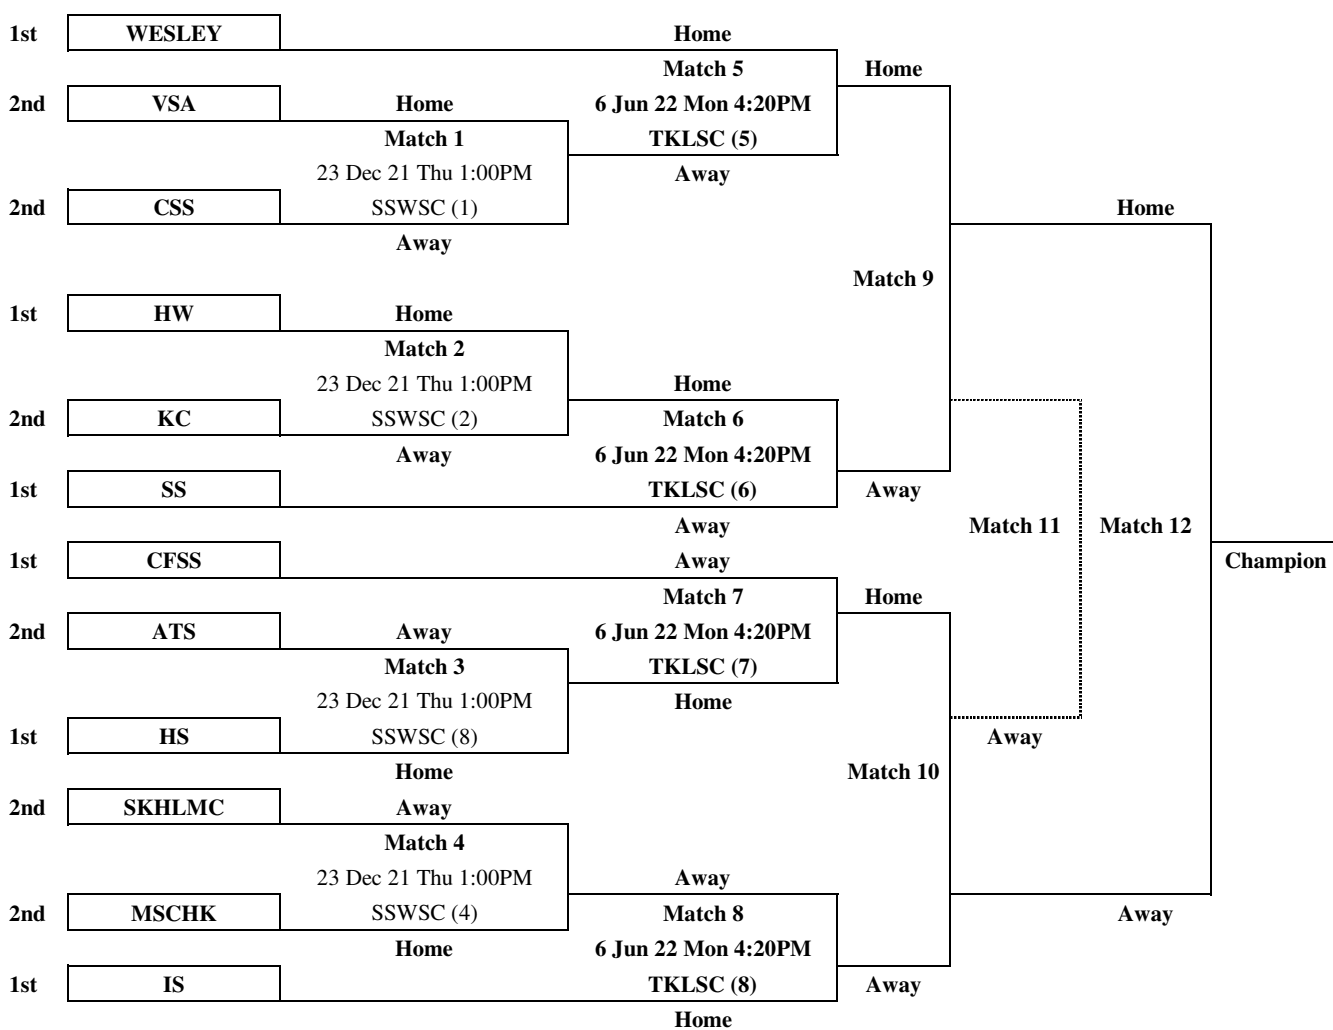 1st WESLEY Home
Match 5 Home
2nd VSA Home 6 Jun 22 Mon 4:20PM
Match 1 TKLSC (5)
23 Dec 21 Thu 1:00PM Away
2nd CSS SSWSC (1) Home
Away
Match 9
1st HW Home
Match 2
23 Dec 21 Thu 1:00PM Home
2nd KC SSWSC (2) Match 6
Away 6 Jun 22 Mon 4:20PM
1st SS TKLSC (6) Away
Away Match 11 Match 12
1st CFSS Away Champion
Match 7 Home
2nd ATS Away 6 Jun 22 Mon 4:20PM
Match 3 TKLSC (7)
23 Dec 21 Thu 1:00PM Home
1st HS SSWSC (8) Away
Home Match 10
2nd SKHLMC Away
Match 4
23 Dec 21 Thu 1:00PM Away
2nd MSCHK SSWSC (4) Match 8 Away
Home 6 Jun 22 Mon 4:20PM
1st IS TKLSC (8) Away
Home